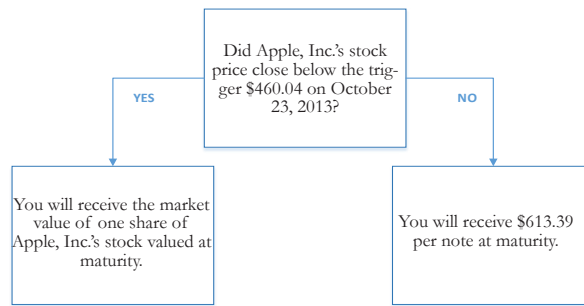 Did Apple, Inc.'s stock
price close below the trig-
ger $460.04 on October
23, 2013?
YES
NO
You will receive the market
value of one share of
Apple, Inc.'s stock valued at
maturity.
You will receive $613.39
per note at maturity.